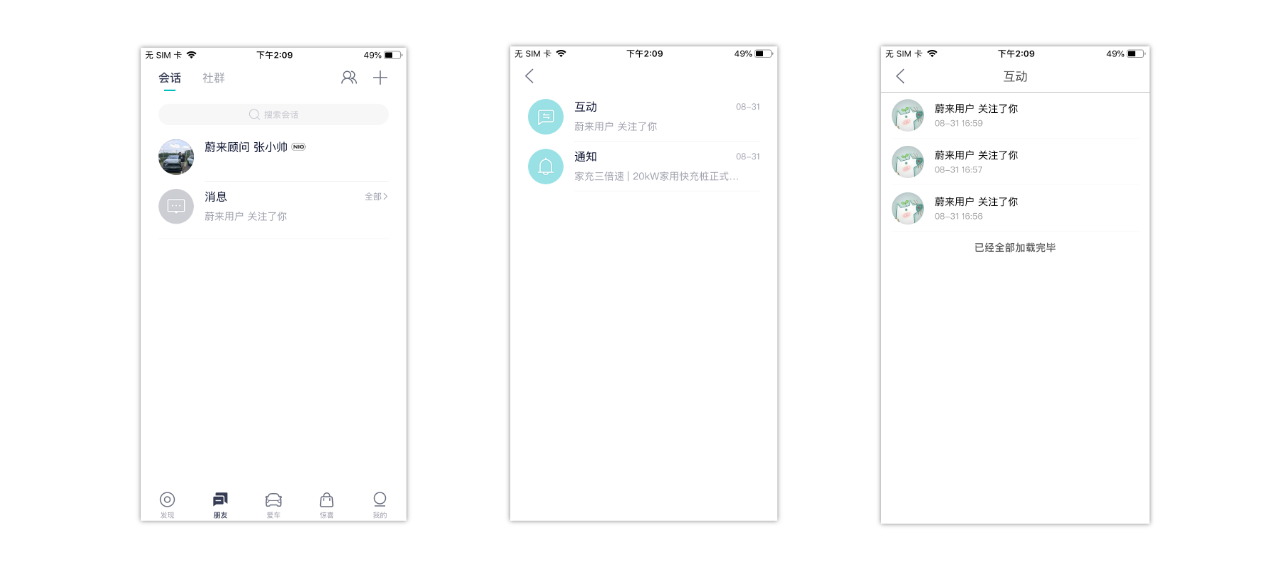 无 SIM 卡 下午2:09 49%
会话 社群
搜索会话
蔚来顾问 张小帅 NIO
消息 全部
蔚来用户 关注了你
发现 朋友 爱车 惊喜 我的
无 SIM 卡 下午2:09 49%
互动 08-31
蔚来用户 关注了你
通知 08-31
家充三倍速 | 20kW家用快充桩正式...
无 SIM 卡 下午2:09 49%
互动
蔚来用户 关注了你
08-31 16:59
蔚来用户 关注了你
08-31 16:57
蔚来用户 关注了你
08-31 16:56
已经全部加载完毕